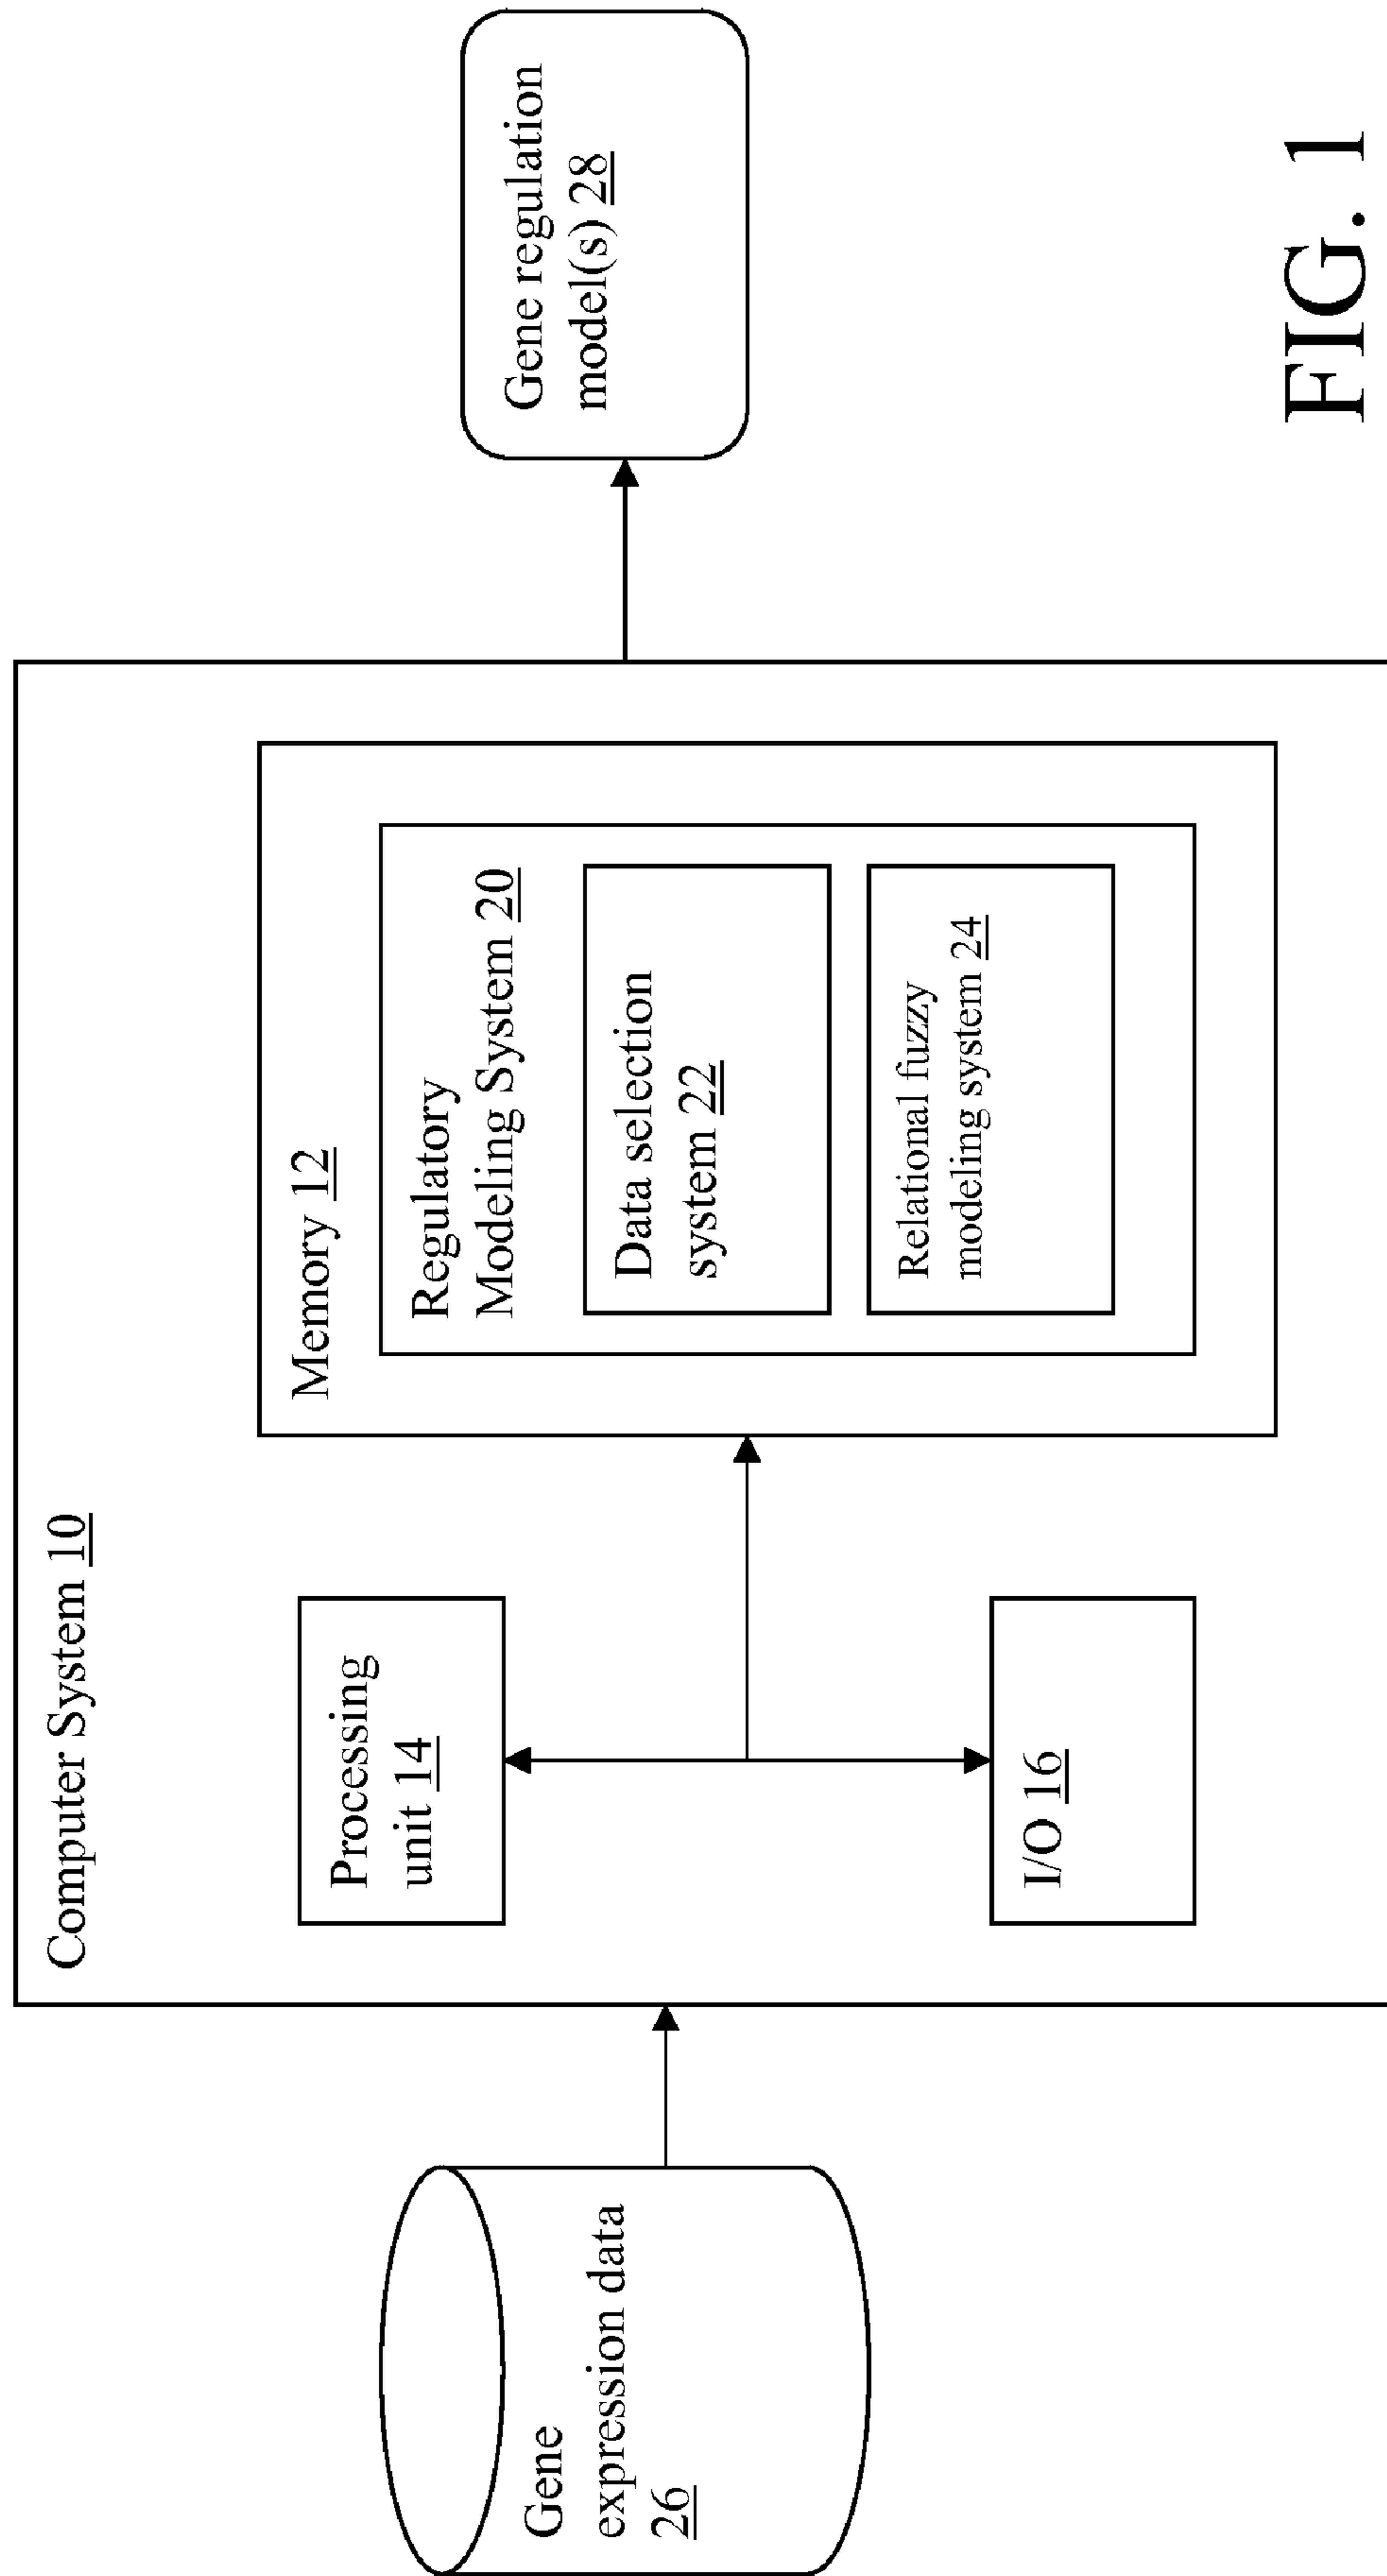 Computer System 10
Gene
expression data
26
Processing
unit 14
I/O 16
Memory 12
Regulatory
Modeling System 20
Data selection
system 22
Relational fuzzy
modeling system 24
Gene regulation
model(s) 28
FIG. 1